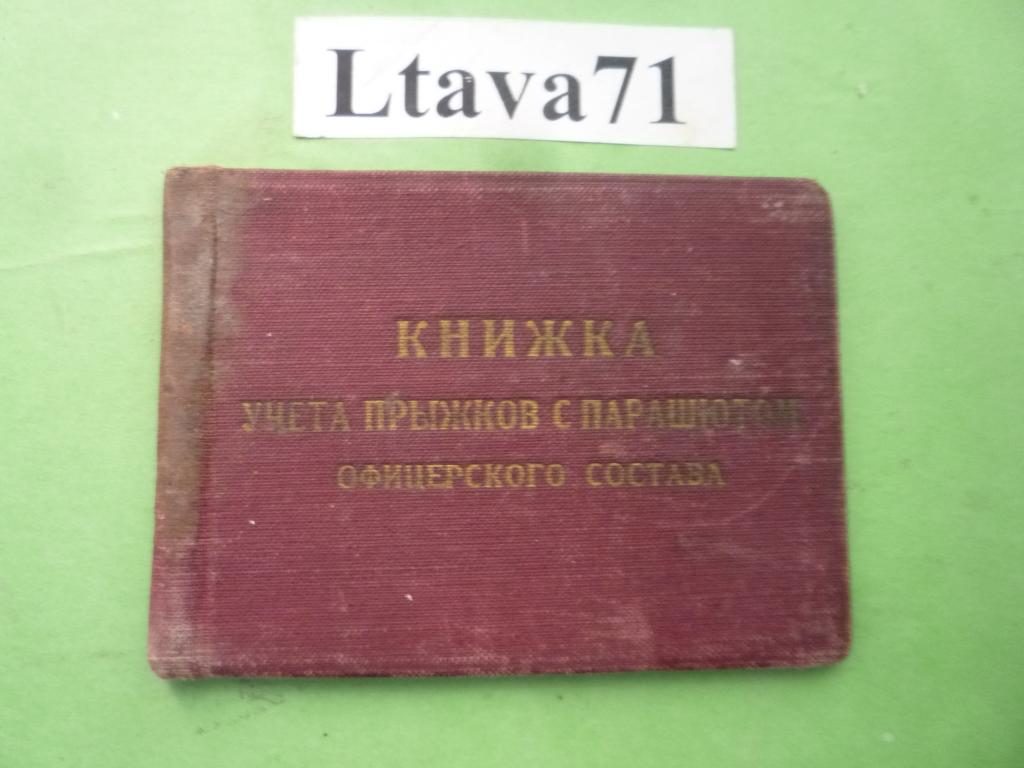 Ltava71
КНИЖКА
УЧЕТА ПРЫЖКОВ С ПАРАШЮТОМ
ОФИЦЕРСКОГО СОСТАВА